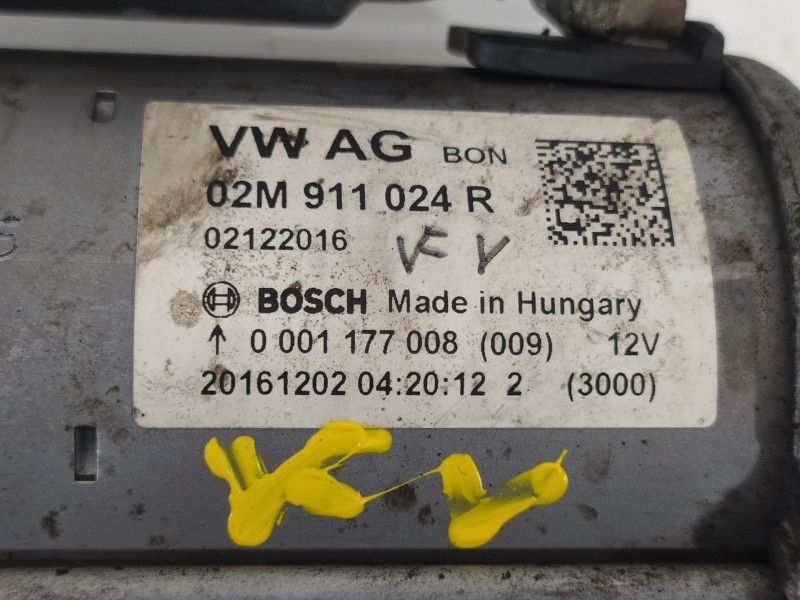 VW AG BON
02M 911 024 R
02122016
BOSCH Made in Hungary
↑ 0 001 177 008 (009) 12V
20161202 04:20:12 2 (3000)